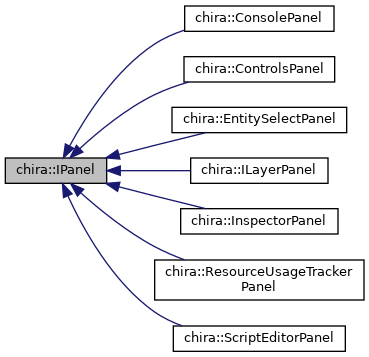 chira::ConsolePanel
chira::ControlsPanel
chira::EntitySelectPanel
chira::IPanel
chira::ILayerPanel
chira::InspectorPanel
chira::ResourceUsageTracker
Panel
chira::ScriptEditorPanel